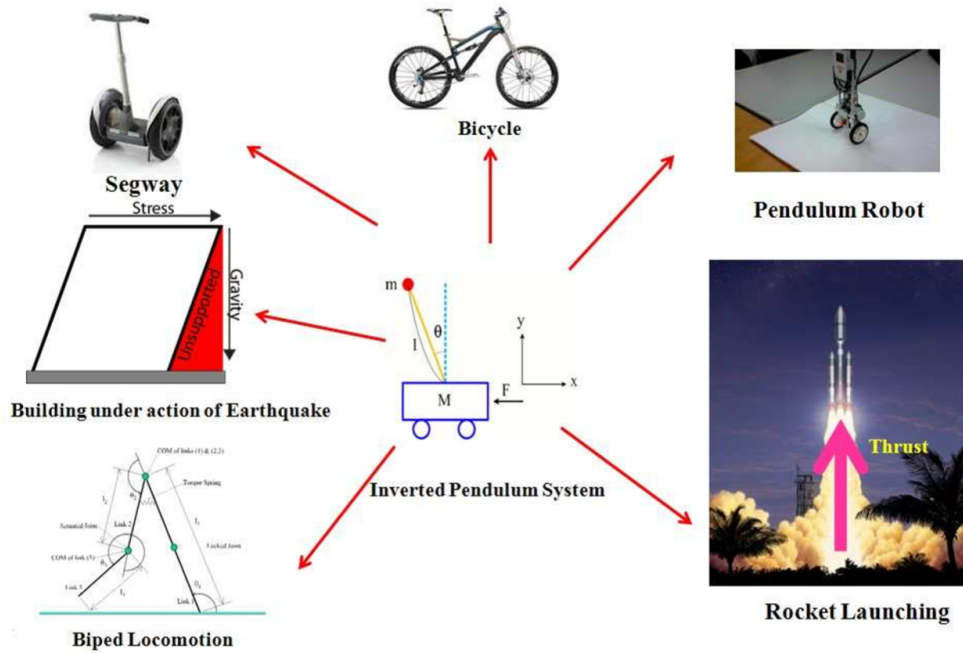 Bicycle
Segway
Pendulum Robot
Stress
Unsupported
Gravity
Building under action of Earthquake
m
θ
l
M
F
y
x
Inverted Pendulum System
Thrust
Rocket Launching
COM of links (1) & (2,3)
Torque Spring
Link 2
Actuated Joint
COM of link (3)
Locked Joint
Link 3
Link 1
Biped Locomotion